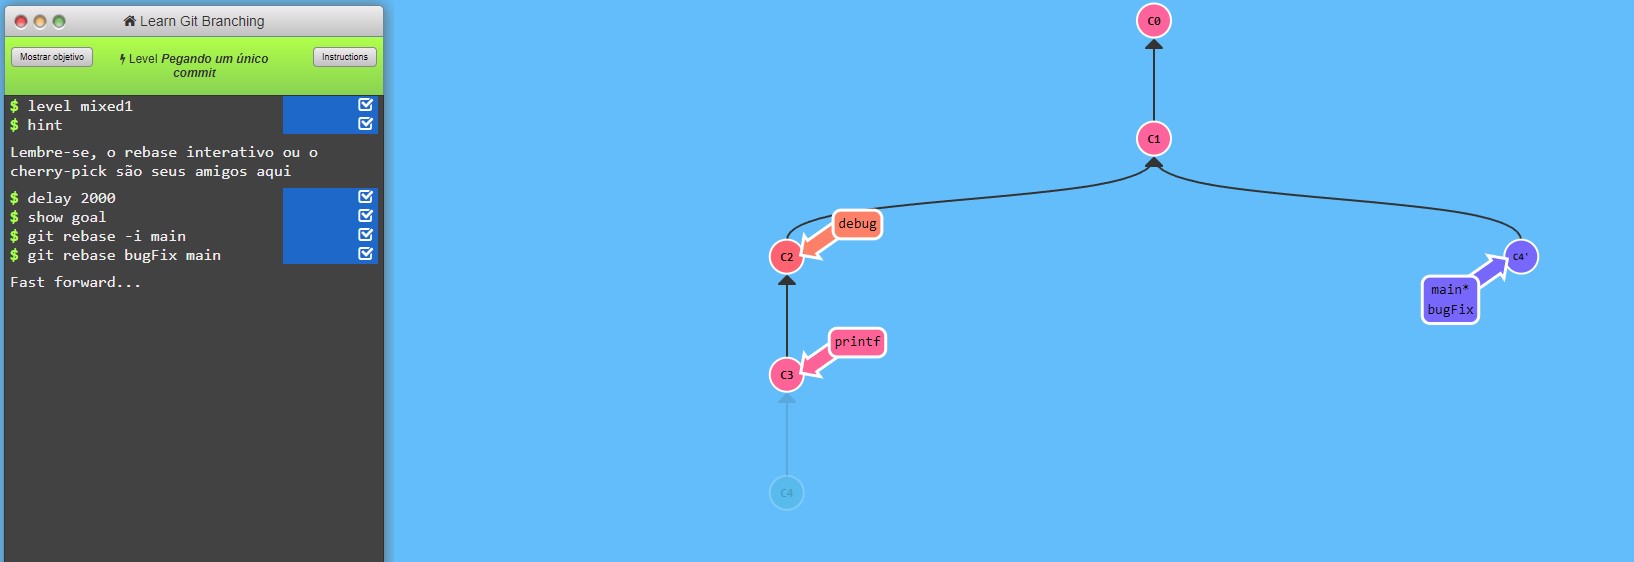 Learn Git Branching
Mostrar objetivo
Level Pegando um único
commit
Instructions
$ level mixed1
$ hint
Lembre-se, o rebase interativo ou o
cherry-pick são seus amigos aqui
$ delay 2000
$ show goal
$ git rebase -i main
$ git rebase bugFix main
Fast forward...
C0
C1
debug
C2
C4'
main*
bugFix
printf
C3
C4